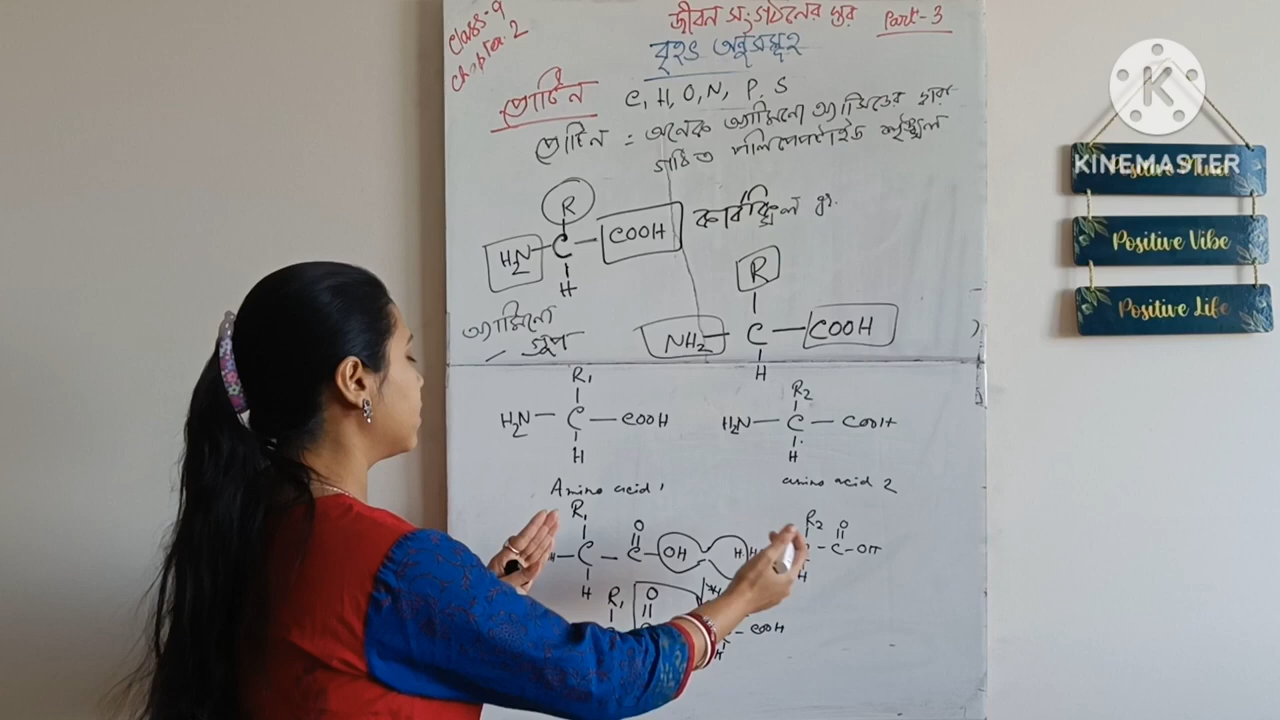 Class-9
Chapter-2
জীবন সংগঠনের স্তর Part-3
বৃহৎ অনুসমূহ
প্রোটিন C, H, O, N, P, S
প্রোটিন = অনেক অ্যামিনো অ্যাসিডের দ্বারা
গঠিত পলিপেপটাইড শৃঙ্খল
R
H₂N C COOH কার্বক্সিল
H
অ্যামিনো
গ্রুপ
R
NH₂ C COOH
H
R₁
H₂N C COOH
H
Amino acid 1
R₂
H₂N C COOH
H
amino acid 2
R₁ O
C C OH H
H
R₂ O
C OH
H
R₁ O
COOH
H
KINEMASTER
K
Positive Vibe
Positive Life